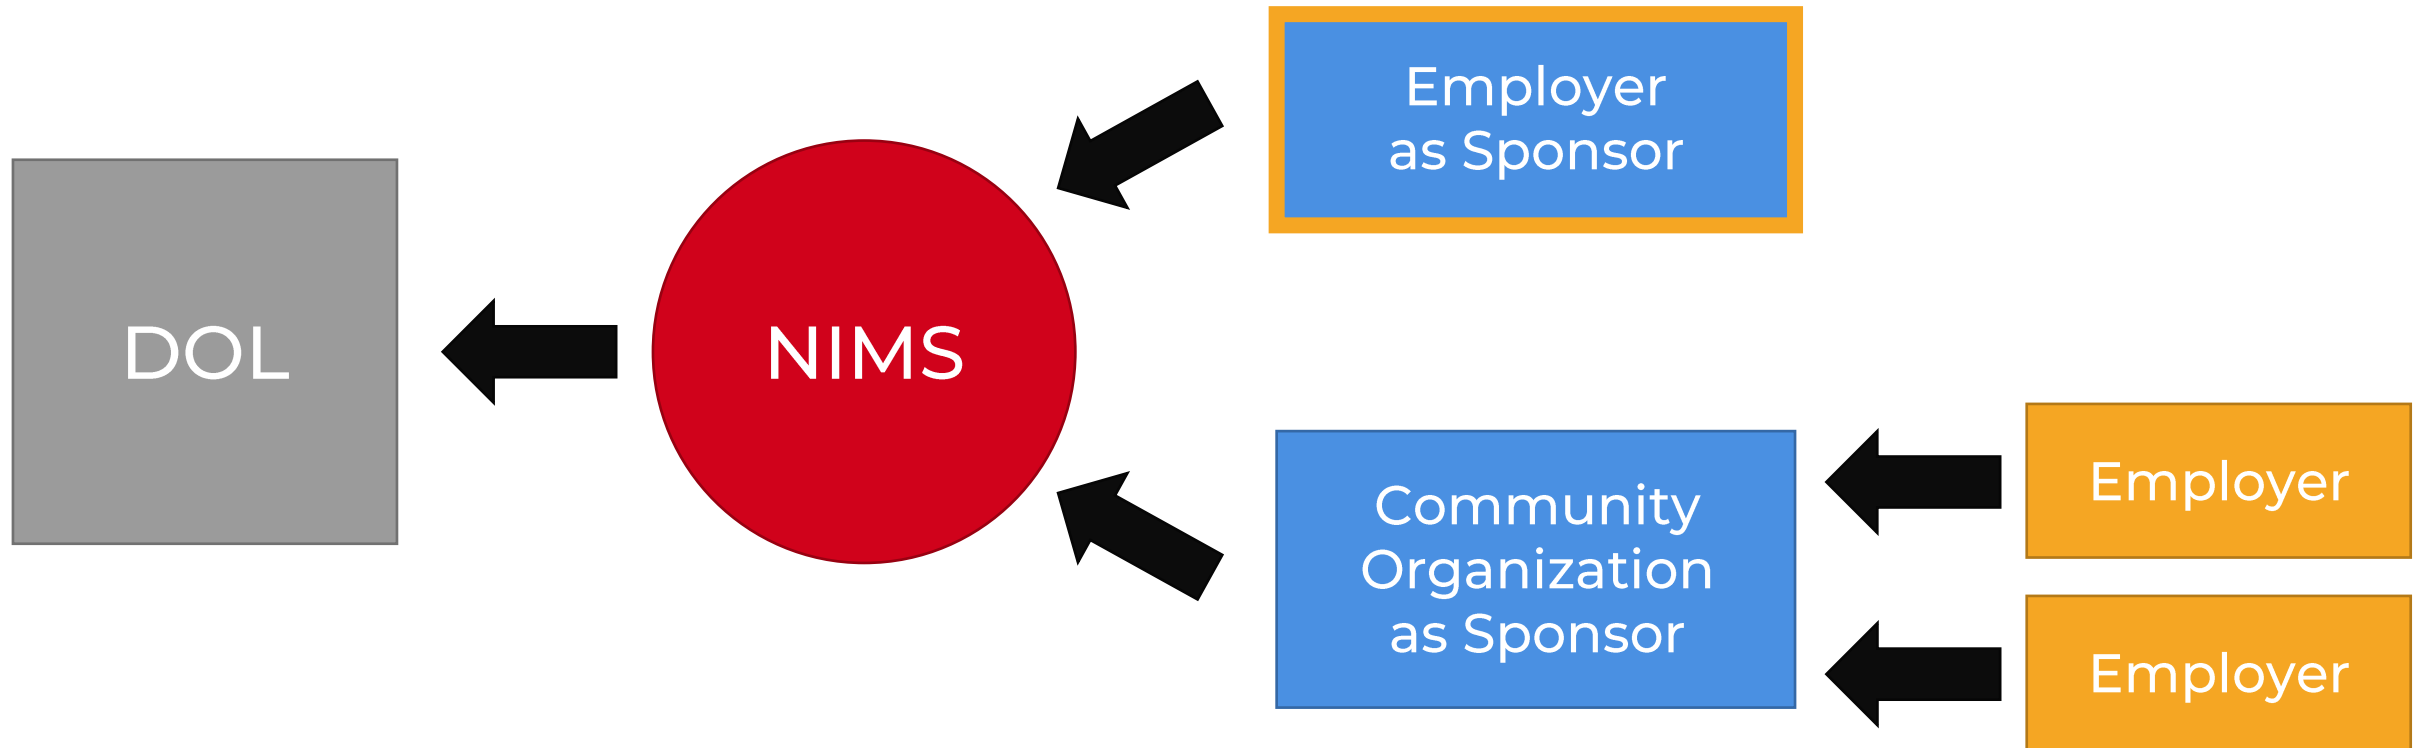 DOL
NIMS
Employer
as Sponsor
Community
Organization
as Sponsor
Employer
Employer